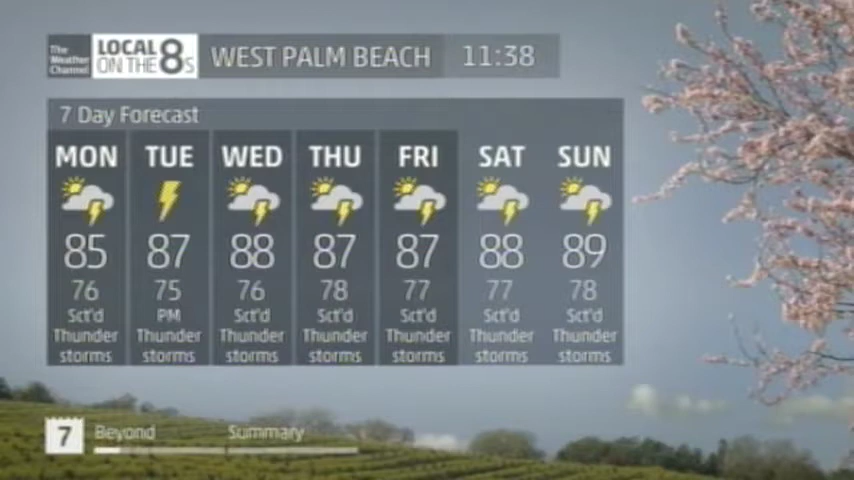 The Weather Channel
LOCAL ON THE 8s
WEST PALM BEACH
11:38
7 Day Forecast
MON TUE WED THU FRI SAT SUN
85 87 88 87 87 88 89
76 75 76 78 77 77 78
Sct'd PM Sct'd Sct'd Sct'd Sct'd Sct'd
Thunder Thunder Thunder Thunder Thunder Thunder Thunder
storms storms storms storms storms storms storms
7 Beyond Summary